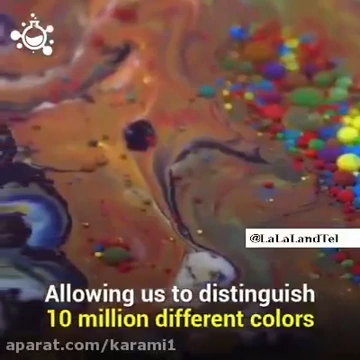 @LaLaLandTel
Allowing us to distinguish
10 million different colors
aparat.com/karami1